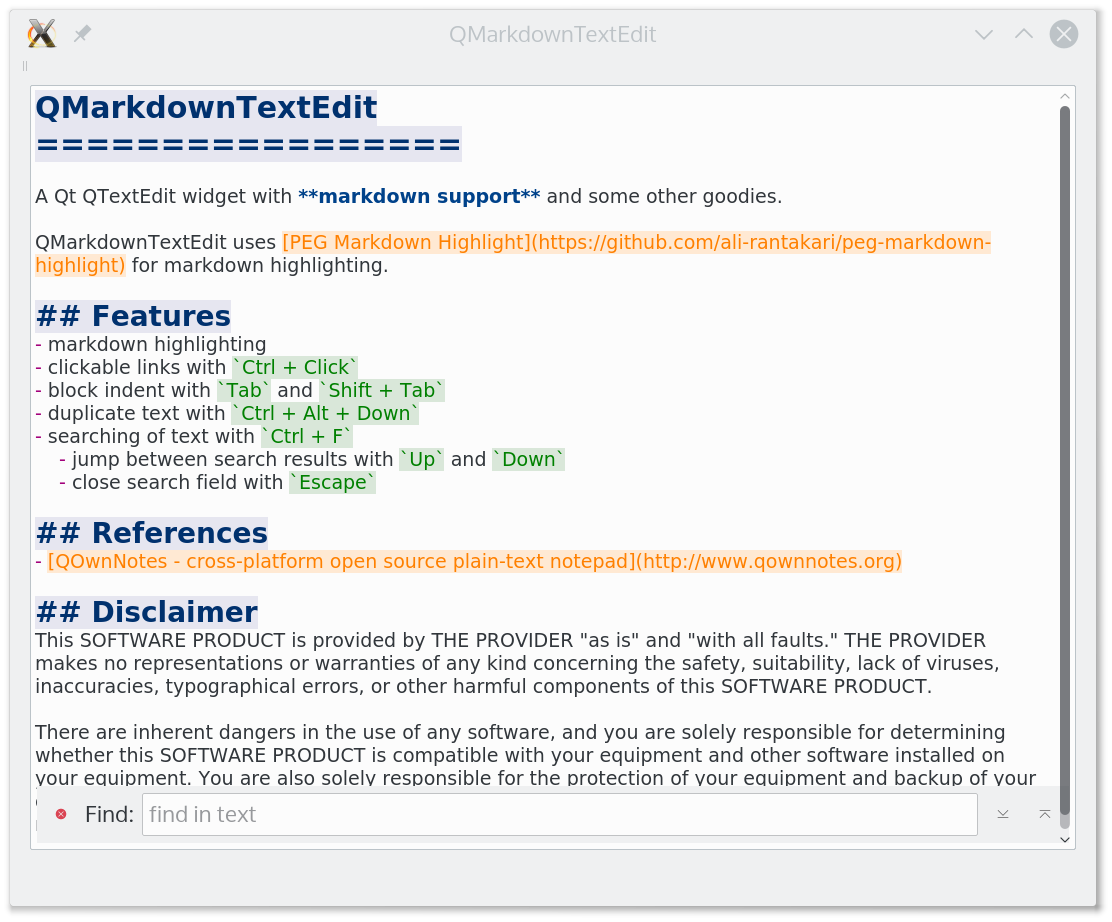 QMarkdownTextEdit
QMarkdownTextEdit
=================
A Qt QTextEdit widget with **markdown support** and some other goodies.
QMarkdownTextEdit uses [PEG Markdown Highlight](https://github.com/ali-rantakari/peg-markdown-
highlight) for markdown highlighting.
## Features
- markdown highlighting
- clickable links with `Ctrl + Click`
- block indent with `Tab` and `Shift + Tab`
- duplicate text with `Ctrl + Alt + Down`
- searching of text with `Ctrl + F`
- jump between search results with `Up` and `Down`
- close search field with `Escape`
## References
- [QOwnNotes - cross-platform open source plain-text notepad](http://www.qownnotes.org)
## Disclaimer
This SOFTWARE PRODUCT is provided by THE PROVIDER "as is" and "with all faults." THE PROVIDER
makes no representations or warranties of any kind concerning the safety, suitability, lack of viruses,
inaccuracies, typographical errors, or other harmful components of this SOFTWARE PRODUCT.
There are inherent dangers in the use of any software, and you are solely responsible for determining
whether this SOFTWARE PRODUCT is compatible with your equipment and other software installed on
your equipment. You are also solely responsible for the protection of your equipment and backup of your
Find: find in text